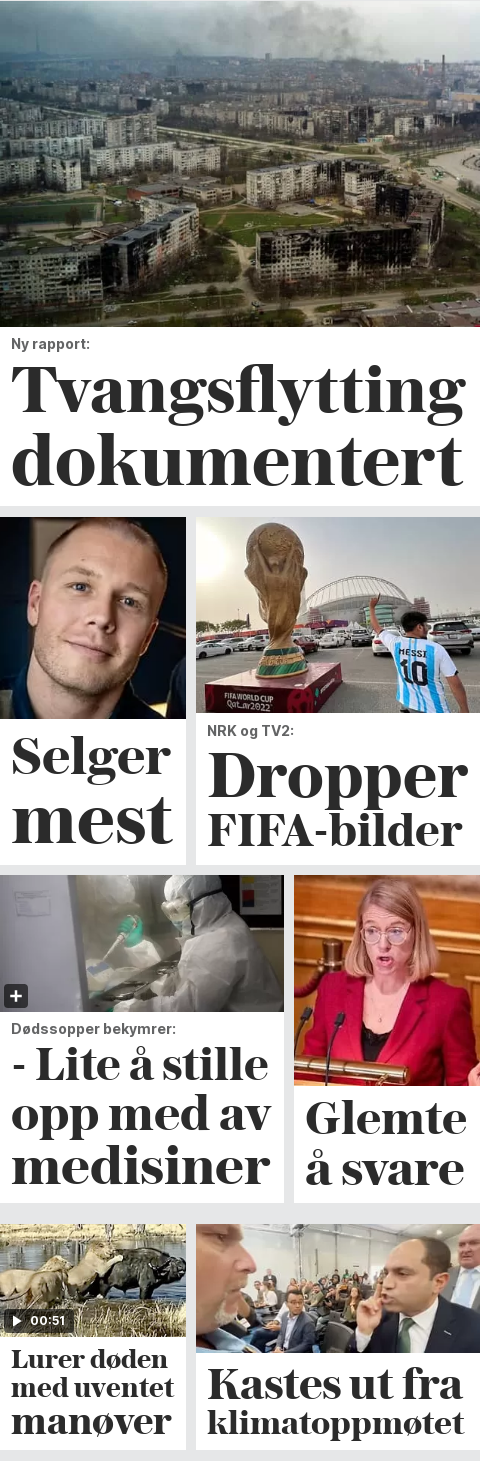 Ny rapport:
Tvangsflytting
dokumentert
Selger
mest
MESSI
10
FIFA WORLD CUP
Qatar2022
NRK og TV2:
Dropper
FIFA-bilder
Dødssopper bekymrer:
- Lite å stille
opp med av
medisiner
Glemte
å svare
00:51
Lurer døden
med uventet
manøver
Kastes ut fra
klimatoppmøtet